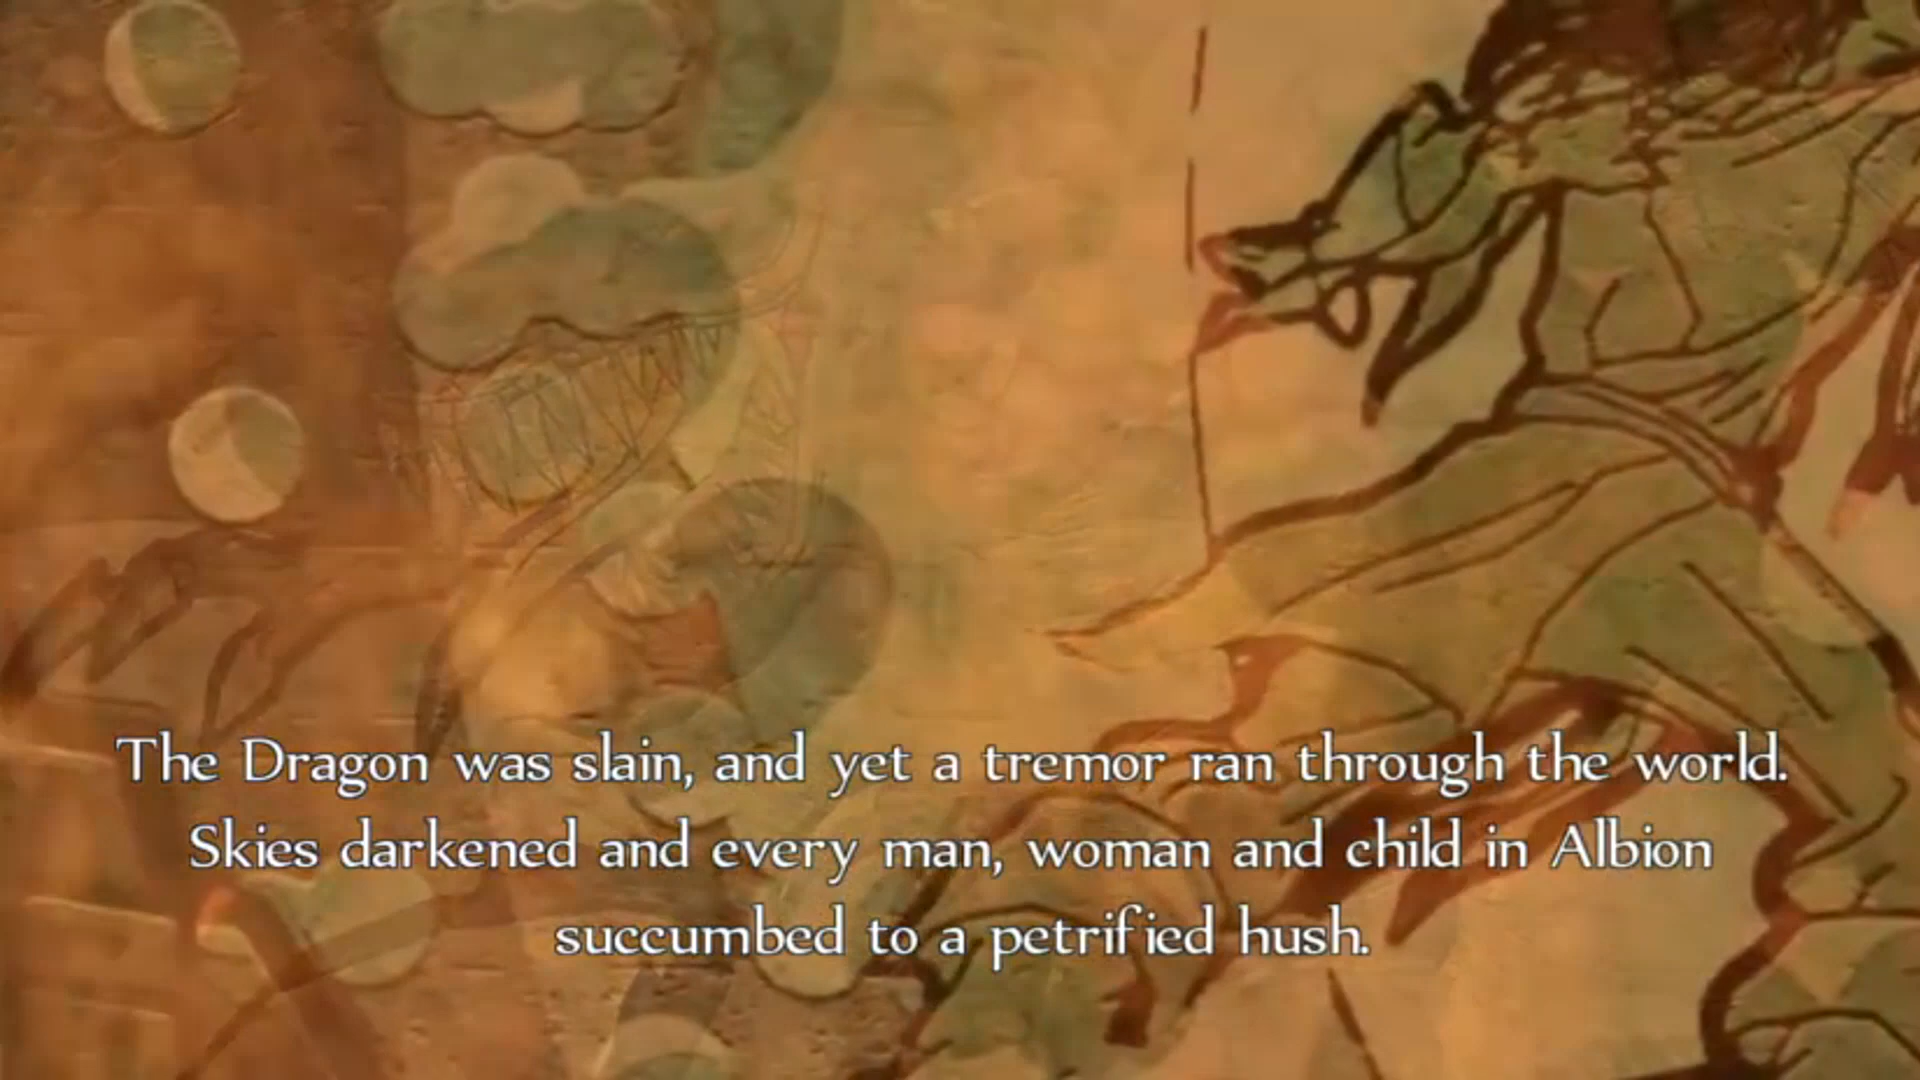 The Dragon was slain, and yet a tremor ran through the world.
Skies darkened and every man, woman and child in Albion
succumbed to a petrified hush.